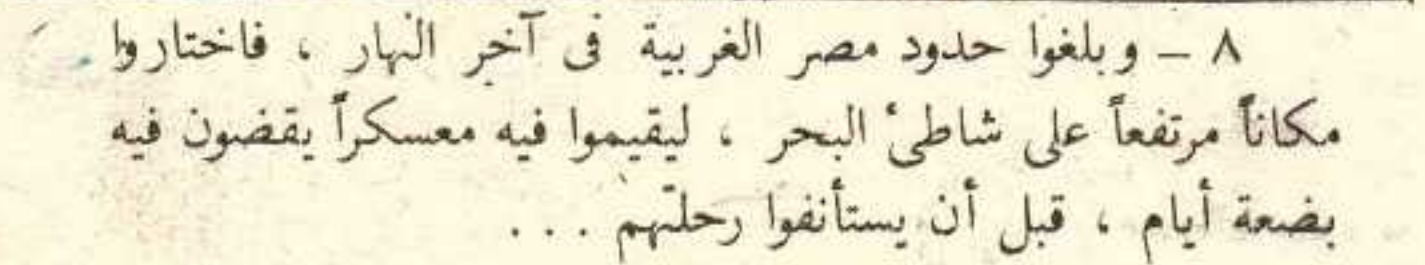 ٨ – وبلغوا حدود مصر الغربية فى آخر النهار ، فاختاروا
مكاناً مرتفعاً على شاطئ البحر ، ليقيموا فيه معسكراً يقضون فيه
بضعة أيام ، قبل أن يستأنفوا رحلتهم . . .